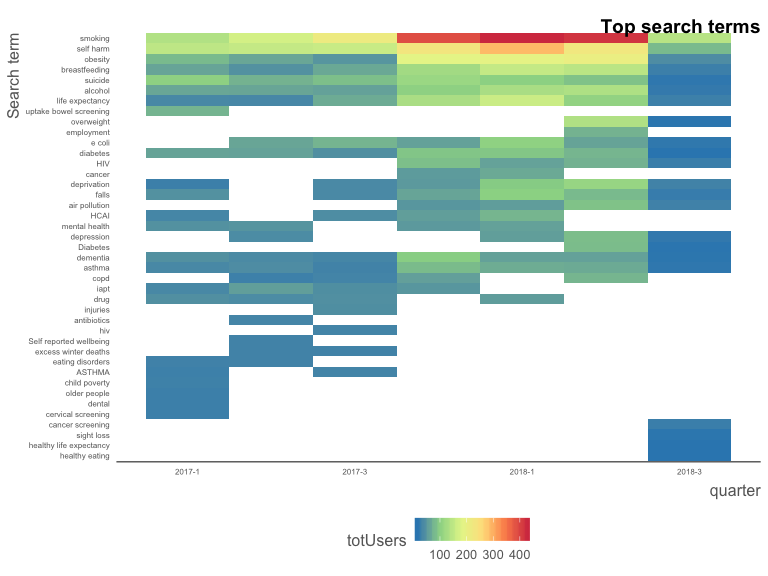 Top search terms
Search term
smoking
self harm
obesity
breastfeeding
suicide
alcohol
life expectancy
uptake bowel screening
overweight
employment
e coli
diabetes
HIV
cancer
deprivation
falls
air pollution
HCAI
mental health
depression
Diabetes
dementia
asthma
copd
iapt
drug
injuries
antibiotics
hiv
Self reported wellbeing
excess winter deaths
eating disorders
ASTHMA
child poverty
older people
dental
cervical screening
cancer screening
sight loss
healthy life expectancy
healthy eating
2017-1 2017-3 2018-1 2018-3
quarter
totUsers
100 200 300 400